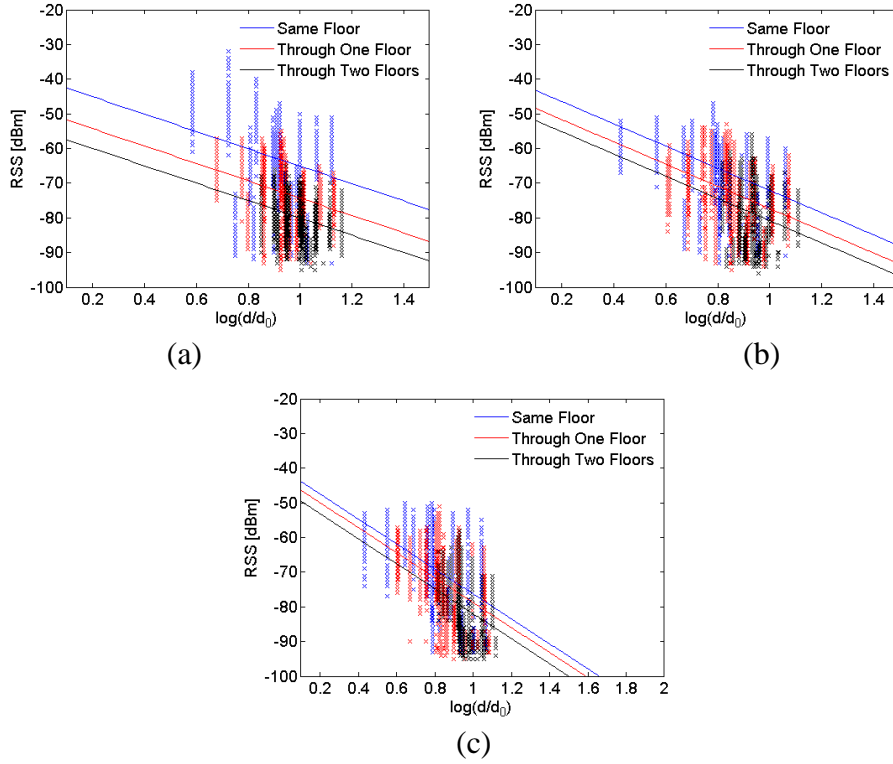 -20
-30
-40
-50
-60
-70
-80
-90
-100
RSS [dBm]
Same Floor
Through One Floor
Through Two Floors
0.2 0.4 0.6 0.8 1 1.2 1.4
log(d/d0)
(a)
-20
-30
-40
-50
-60
-70
-80
-90
-100
RSS [dBm]
Same Floor
Through One Floor
Through Two Floors
0.2 0.4 0.6 0.8 1 1.2 1.4
log(d/d0)
(b)
-20
-30
-40
-50
-60
-70
-80
-90
-100
RSS [dBm]
Same Floor
Through One Floor
Through Two Floors
0.2 0.4 0.6 0.8 1 1.2 1.4 1.6 1.8 2
log(d/d0)
(c)